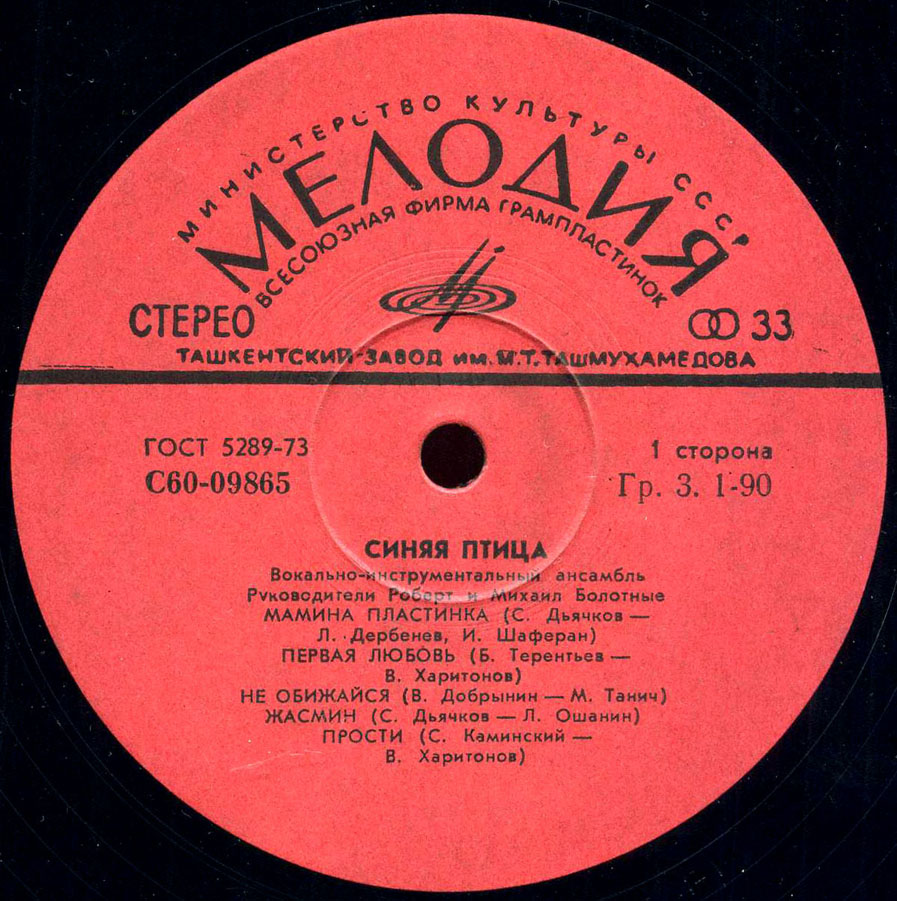 МИНИСТЕРСТВО КУЛЬТУРЫ СССР
МЕЛОДИЯ
ВСЕСОЮЗНАЯ ФИРМА ГРАМПЛАСТИНОК
СТЕРЕО
33
ТАШКЕНТСКИЙ ЗАВОД ИМ. М.Т. ТАШМУХАМЕДОВА
ГОСТ 5289-73
1 сторона
С60-09865
Гр. 3. 1-90
СИНЯЯ ПТИЦА
Вокально-инструментальный ансамбль
Руководители Роберт и Михаил Болотные
МАМИНА ПЛАСТИНКА (С. Дьячков —
Л. Дербенев, И. Шаферан)
ПЕРВАЯ ЛЮБОВЬ (Б. Терентьев —
В. Харитонов)
НЕ ОБИЖАЙСЯ (В. Добрынин — М. Танич)
ЖАСМИН (С. Дьячков — Л. Ошанин)
ПРОСТИ (С. Каминский —
В. Харитонов)